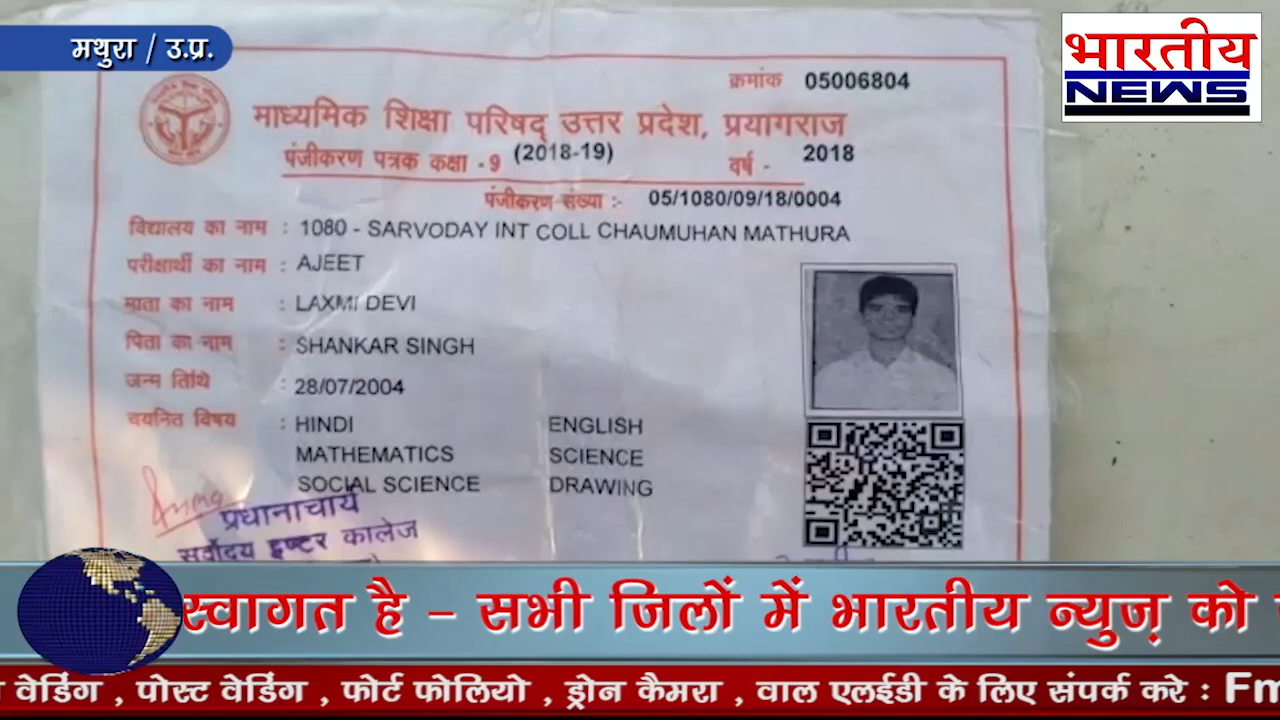 मथुरा / उ.प्र.
भारतीय
NEWS
क्रमांक 05006804
माध्यमिक शिक्षा परिषद् उत्तर प्रदेश, प्रयागराज
पंजीकरण पत्रक कक्षा - 9 (2018-19) वर्ष - 2018
पंजीकरण संख्या :- 05/1080/09/18/0004
विद्यालय का नाम : 1080 - SARVODAY INT COLL CHAUMUHAN MATHURA
परीक्षार्थी का नाम : AJEET
माता का नाम : LAXMI DEVI
पिता का नाम : SHANKAR SINGH
जन्म तिथि : 28/07/2004
चयनित विषय : HINDI ENGLISH
MATHEMATICS SCIENCE
SOCIAL SCIENCE DRAWING
प्रधानाचार्य
सर्वोदय इण्टर कालेज
स्वागत है - सभी जिलों में भारतीय न्युज़ को
वेडिंग , पोस्ट वेडिंग , फोर्ट फोलियो , ड्रोन कैमरा , वाल एलईडी के लिए संपर्क करे : Fm